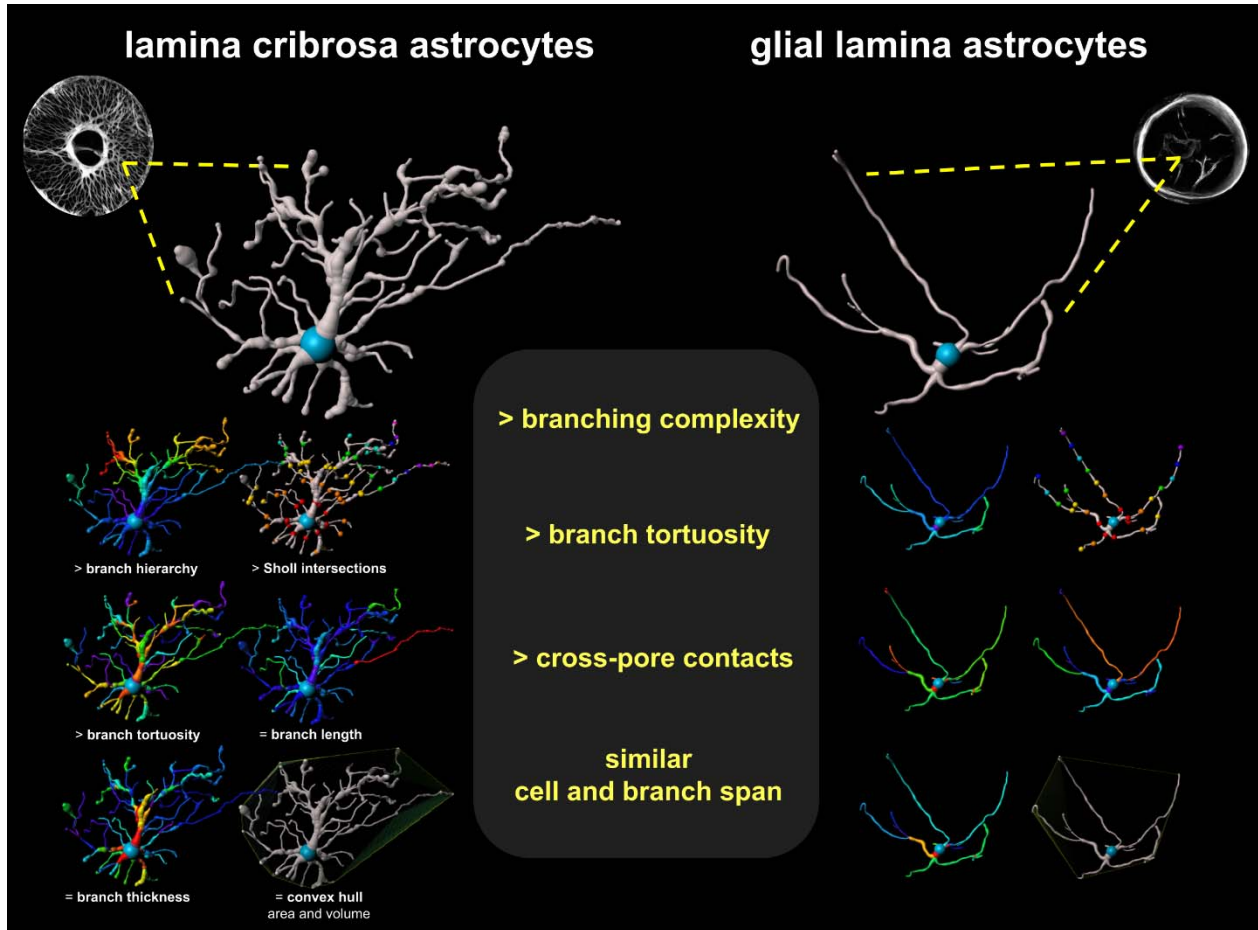 lamina cribrosa astrocytes
glial lamina astrocytes
> branching complexity
> branch tortuosity
> cross-pore contacts
similar
cell and branch span
> branch hierarchy
> Sholl intersections
> branch tortuosity
= branch length
= branch thickness
= convex hull
area and volume